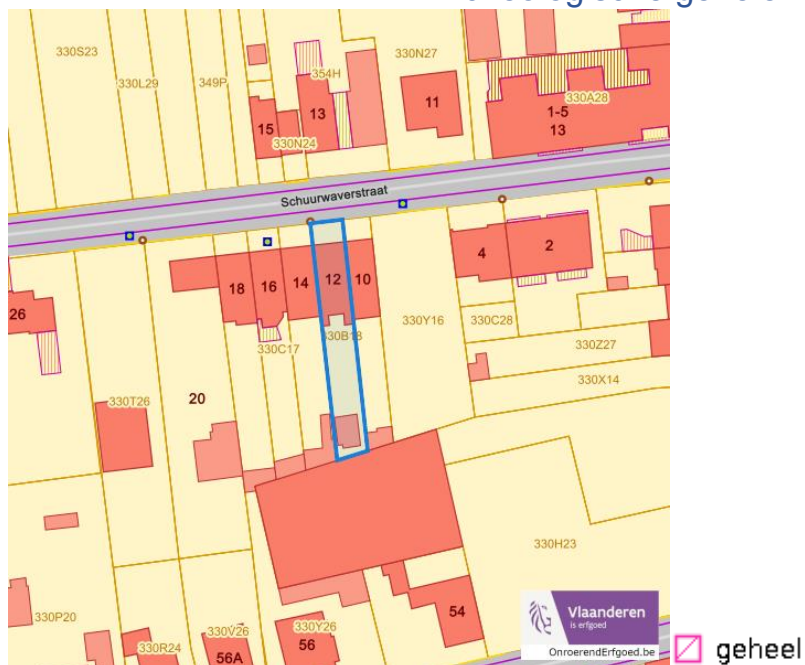 330S23
330L29
349P
354H
330N27
330A28
1-5
13
11
13
15
330N24
Schuurwaverstraat
4
2
18
16
14
12
10
26
330Y16
330C28
330C17
330Z27
330X14
20
330T26
330H23
330P20
330R24
330V26
56A
330Y26
56
54
Vlaanderen
is erfgoed
OnroerendErfgoed.be
geheel